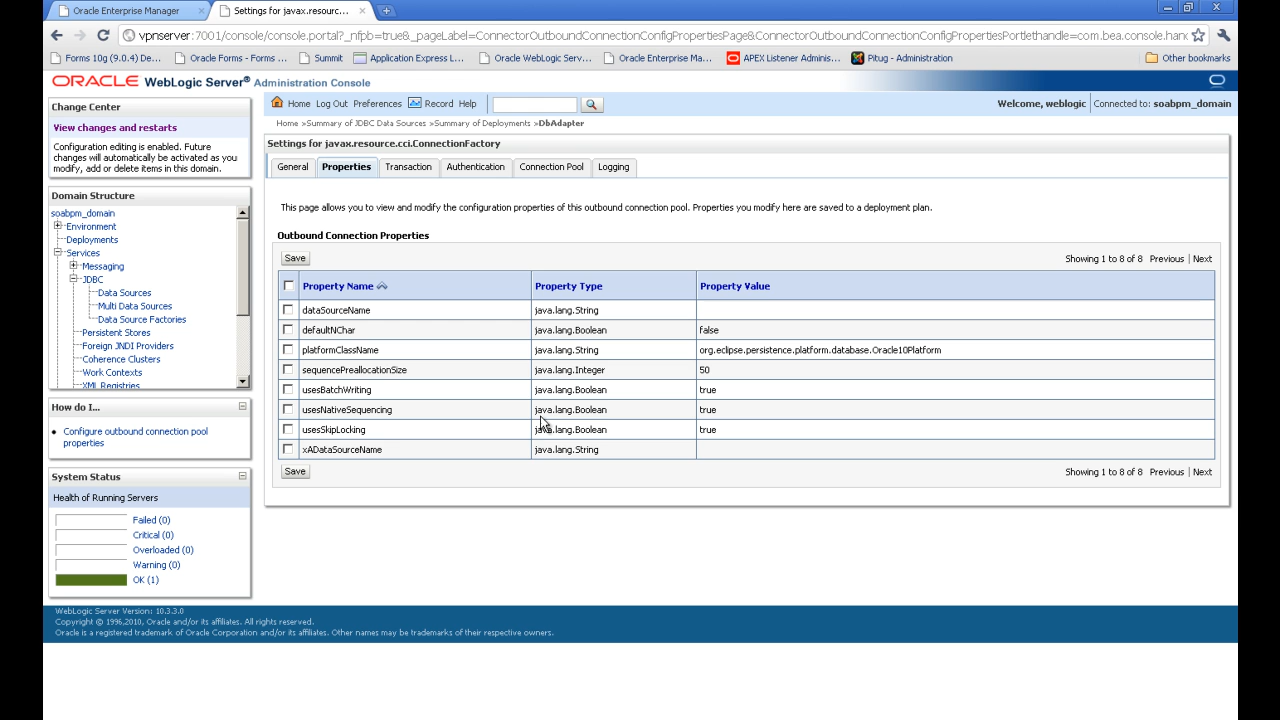 Oracle Enterprise Manager
Settings for javax.resourc...
vpnserver:7001/console/console.portal?_nfpb=true&_pageLabel=ConnectorOutboundConnectionConfigPropertiesPage&ConnectorOutboundConnectionConfigPropertiesPortlethandle=com.bea.console.han
Forms 10g (9.0.4) De...
Oracle Forms - Forms ...
Summit
Application Express L...
Oracle WebLogic Serv...
Oracle Enterprise Ma...
APEX Listener Adminis...
Pitug - Administration
Other bookmarks
ORACLE WebLogic Server® Administration Console
Change Center
View changes and restarts
Configuration editing is enabled. Future
changes will automatically be activated as you
modify, add or delete items in this domain.
Domain Structure
soabpm_domain
Environment
Deployments
Services
Messaging
JDBC
Data Sources
Multi Data Sources
Data Source Factories
Persistent Stores
Foreign JNDI Providers
Coherence Clusters
Work Contexts
XML Registries
How do I...
Configure outbound connection pool
properties
System Status
Health of Running Servers
Failed (0)
Critical (0)
Overloaded (0)
Warning (0)
OK (1)
Home Log Out Preferences Record Help
Welcome, weblogic
Connected to: soabpm_domain
Home >Summary of JDBC Data Sources >Summary of Deployments >DbAdapter
Settings for javax.resource.cci.ConnectionFactory
General Properties Transaction Authentication Connection Pool Logging
This page allows you to view and modify the configuration properties of this outbound connection pool. Properties you modify here are saved to a deployment plan.
Outbound Connection Properties
Save
Showing 1 to 8 of 8 Previous | Next
Property Name Property Type Property Value
dataSourceName java.lang.String
defaultNChar java.lang.Boolean false
platformClassName java.lang.String org.eclipse.persistence.platform.database.Oracle10Platform
sequencePreallocationSize java.lang.Integer 50
usesBatchWriting java.lang.Boolean true
usesNativeSequencing java.lang.Boolean true
usesSkipLocking java.lang.Boolean true
xADataSourceName java.lang.String
Save
Showing 1 to 8 of 8 Previous | Next
WebLogic Server Version: 10.3.3.0
Copyright © 1996,2010, Oracle and/or its affiliates. All rights reserved.
Oracle is a registered trademark of Oracle Corporation and/or its affiliates. Other names may be trademarks of their respective owners.